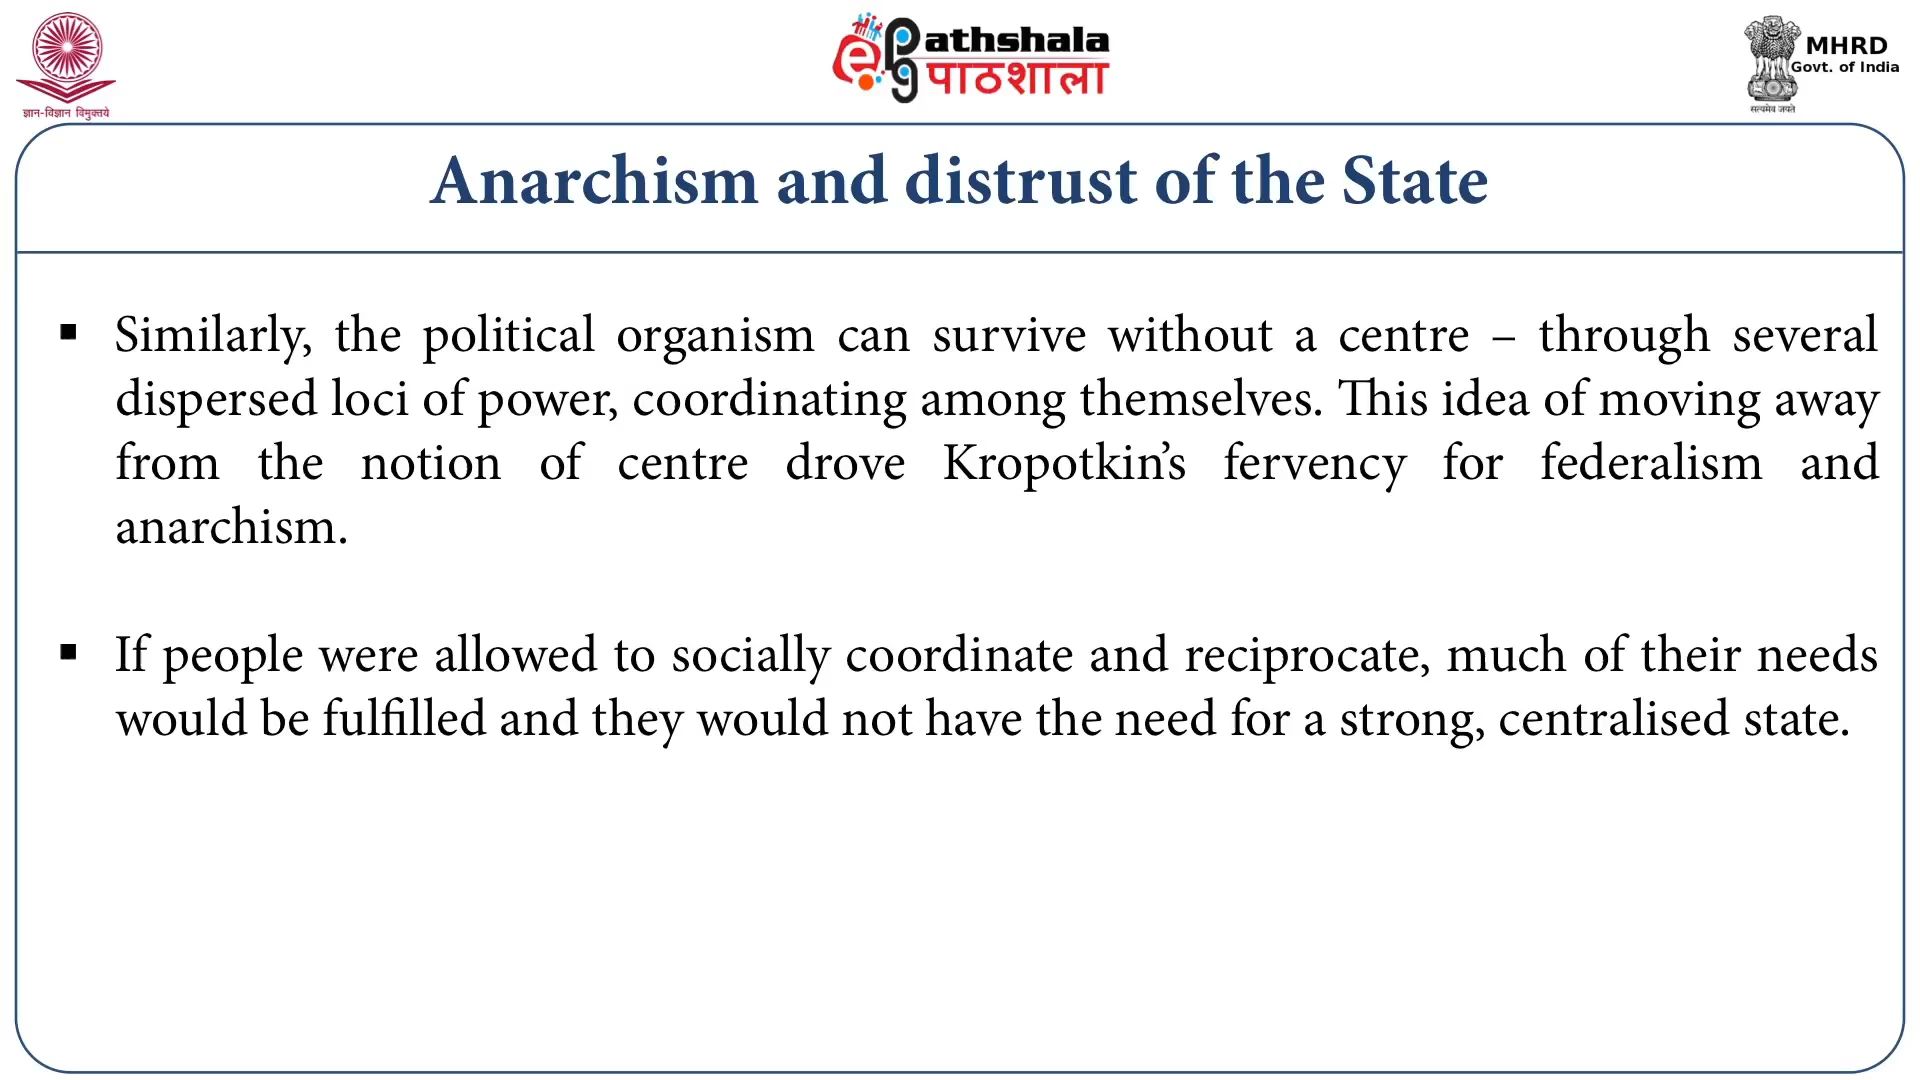 ज्ञान-विज्ञान विमुक्तये
e
pg
athshala
पाठशाला
MHRD
Govt. of India
सत्यमेव जयते
Anarchism and distrust of the State
▪ Similarly, the political organism can survive without a centre – through several
dispersed loci of power, coordinating among themselves. This idea of moving away
from the notion of centre drove Kropotkin’s fervency for federalism and
anarchism.
▪ If people were allowed to socially coordinate and reciprocate, much of their needs
would be fulfilled and they would not have the need for a strong, centralised state.